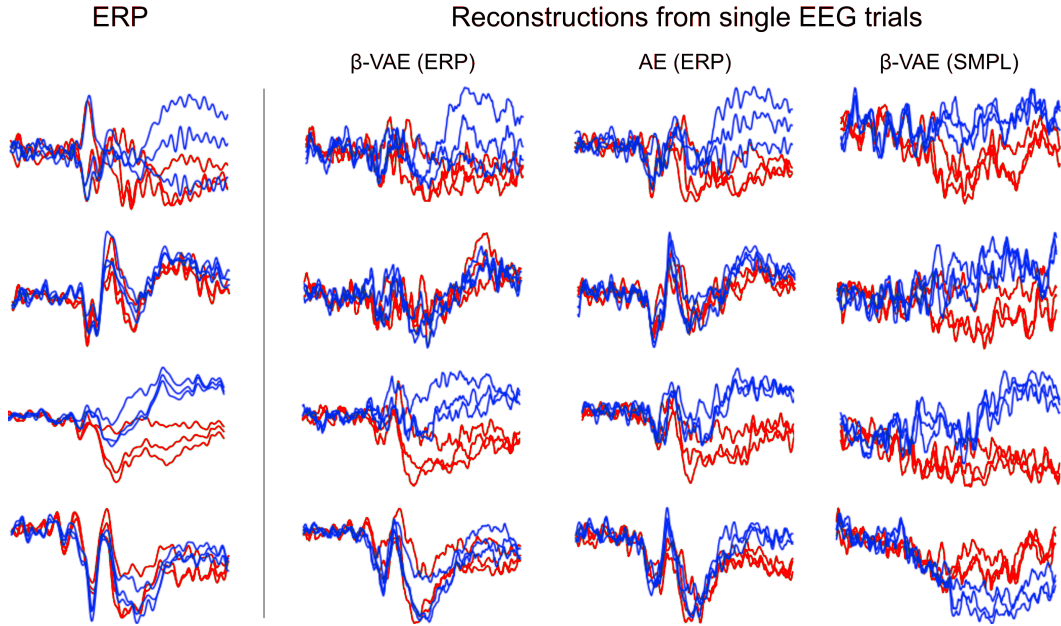 ERP
Reconstructions from single EEG trials
β-VAE (ERP)
AE (ERP)
β-VAE (SMPL)